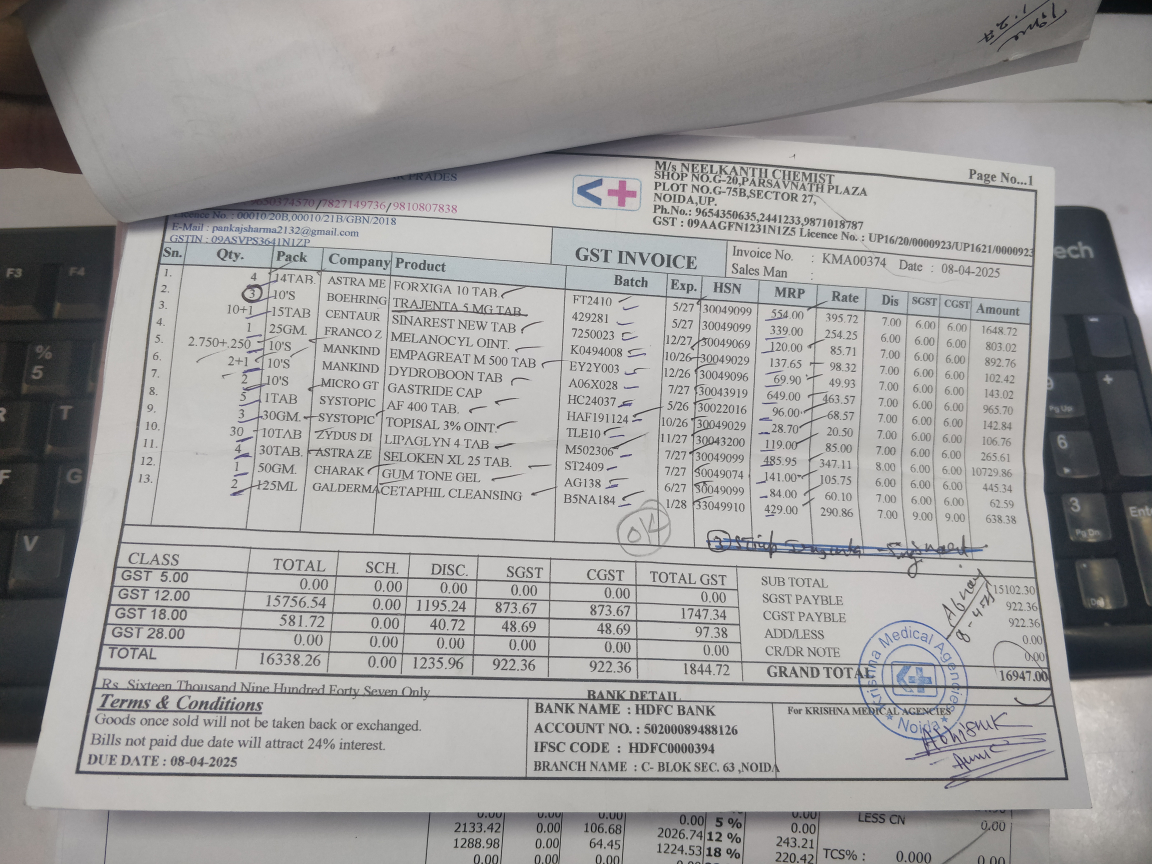 M/s NEELKANTH CHEMIST
SHOP NO.G-20,PARSAVNATH PLAZA
PLOT NO.G-75B,SECTOR 27,
NOIDA,UP.
Ph.No.: 9654350635,2441233,9871018787
GST : 09AAGFN1231N1Z5 Licence No. : UP16/20/0000923/UP1621/0000923
Page No...1
PRADES
/7827149736/9810807838
Licence No : 00010/20B,00010/21B/GBN/2018
E-Mail : pankajsharma2132@gmail.com
GSTIN : 09ASVPS3641N1ZP
GST INVOICE
Invoice No. : KMA00374 Date : 08-04-2025
Sales Man :
Sn. Qty. Pack Company Product Batch Exp. HSN MRP Rate Dis SGST CGST Amount
1. 4 14TAB. ASTRA ME FORXIGA 10 TAB. FT2410 5/27 30049099 554.00 395.72 7.00 6.00 6.00 1648.72
2. 3 10'S BOEHRING TRAJENTA 5 MG TAB 429281 5/27 30049099 339.00 254.25 6.00 6.00 6.00 803.02
3. 10+1 15TAB CENTAUR SINAREST NEW TAB 7250023 12/27 30049069 120.00 85.71 7.00 6.00 6.00 892.76
4. 1 25GM. FRANCO Z MELANOCYL OINT. K0494008 10/26 30049029 137.65 98.32 7.00 6.00 6.00 102.42
5. 2.750+.250 10'S MANKIND EMPAGREAT M 500 TAB EY2Y003 12/26 30049096 69.90 49.93 7.00 6.00 6.00 143.02
6. 2+1 10'S MANKIND DYDROBOON TAB A06X028 7/27 30043919 649.00 463.57 7.00 6.00 6.00 965.70
7. 2 10'S MICRO GT GASTRIDE CAP HC24037 5/26 30022016 96.00 68.57 7.00 6.00 6.00 142.84
8. 5 1TAB SYSTOPIC AF 400 TAB. HAF191124 10/26 30049029 28.70 20.50 7.00 6.00 6.00 106.76
9. 3 30GM. SYSTOPIC TOPISAL 3% OINT. TLE10 11/27 30043200 119.00 85.00 7.00 6.00 6.00 265.61
10. 30 10TAB ZYDUS DI LIPAGLYN 4 TAB M502306 7/27 30049099 485.95 347.11 8.00 6.00 6.00 10729.86
11. 4 30TAB. ASTRA ZE SELOKEN XL 25 TAB. ST2409 7/27 30049074 141.00 105.75 7.00 6.00 6.00 445.34
12. 1 50GM. CHARAK GUM TONE GEL AG138 6/27 30049099 84.00 60.10 7.00 6.00 6.00 62.59
13. 2 125ML GALDERMA CETAPHIL CLEANSING B5NA184 1/28 33049910 429.00 290.86 7.00 9.00 9.00 638.38
CLASS TOTAL SCH. DISC. SGST CGST TOTAL GST
GST 5.00 0.00 0.00 0.00 0.00 0.00 0.00
GST 12.00 15756.54 0.00 1195.24 873.67 873.67 1747.34
GST 18.00 581.72 0.00 40.72 48.69 48.69 97.38
GST 28.00 0.00 0.00 0.00 0.00 0.00 0.00
TOTAL 16338.26 0.00 1235.96 922.36 922.36 1844.72
SUB TOTAL 15102.30
SGST PAYBLE 922.36
CGST PAYBLE 922.36
ADD/LESS 0.00
CR/DR NOTE 0.00
GRAND TOTAL 16947.00
Rs. Sixteen Thousand Nine Hundred Forty Seven Only
Terms & Conditions
Goods once sold will not be taken back or exchanged.
Bills not paid due date will attract 24% interest.
DUE DATE : 08-04-2025
BANK DETAIL
BANK NAME : HDFC BANK
ACCOUNT NO. : 50200089488126
IFSC CODE : HDFC0000394
BRANCH NAME : C- BLOK SEC. 63 ,NOIDA
For KRISHNA MEDICAL AGENCIES
Krishna Medical Agencies
Noida
Abhishek
2133.42 0.00 106.68 2026.74 12 % 243.21
1288.98 0.00 64.45 1224.53 18 % 220.42
5 % 0.00
LESS CN 0.00
TCS% : 0.000 0.00
F3
F4
%
5
R
T
F
G
V
tech
Pg Up
6
3
Pg Dn
Ente
Del
+